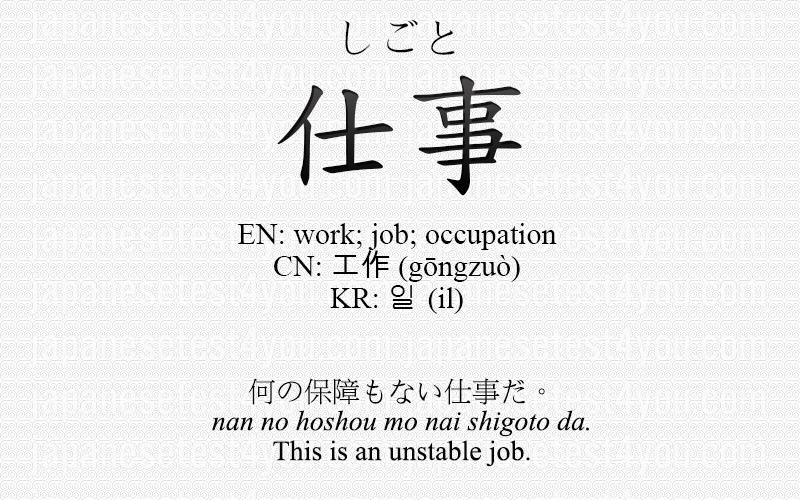 しごと
仕事
EN: work; job; occupation
CN: 工作 (gōngzuò)
KR: 일 (il)
何の保障もない仕事だ。
nan no hoshou mo nai shigoto da.
This is an unstable job.
japanesetest4you.com